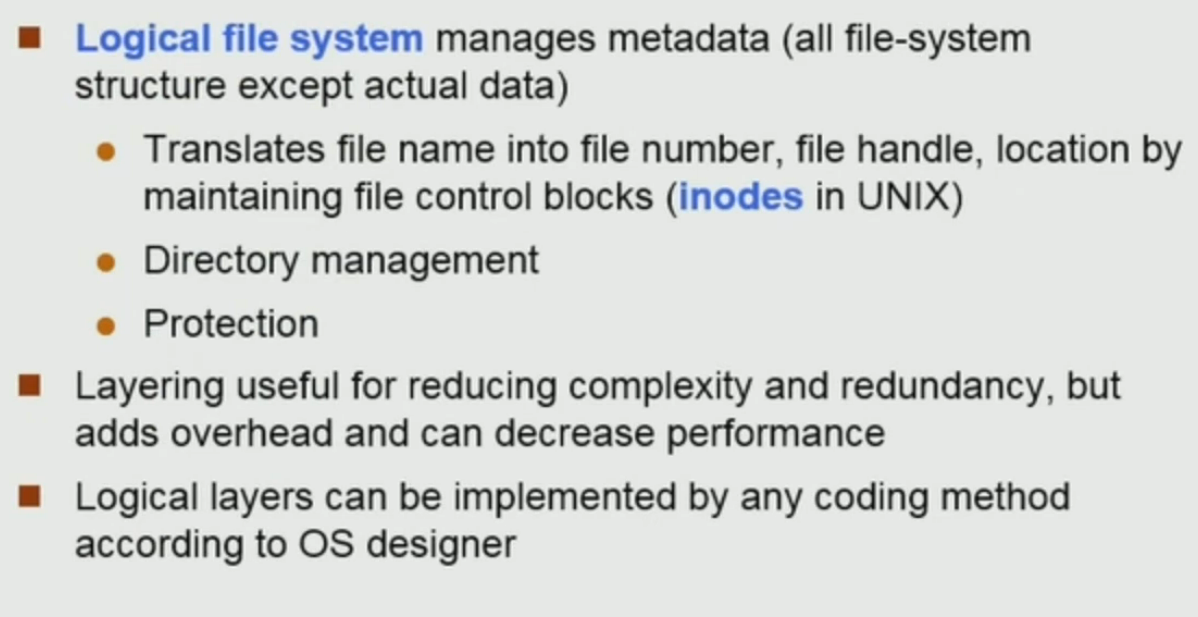 Logical file system manages metadata (all file-system
structure except actual data)
Translates file name into file number, file handle, location by
maintaining file control blocks (inodes in UNIX)
Directory management
Protection
Layering useful for reducing complexity and redundancy, but
adds overhead and can decrease performance
Logical layers can be implemented by any coding method
according to OS designer